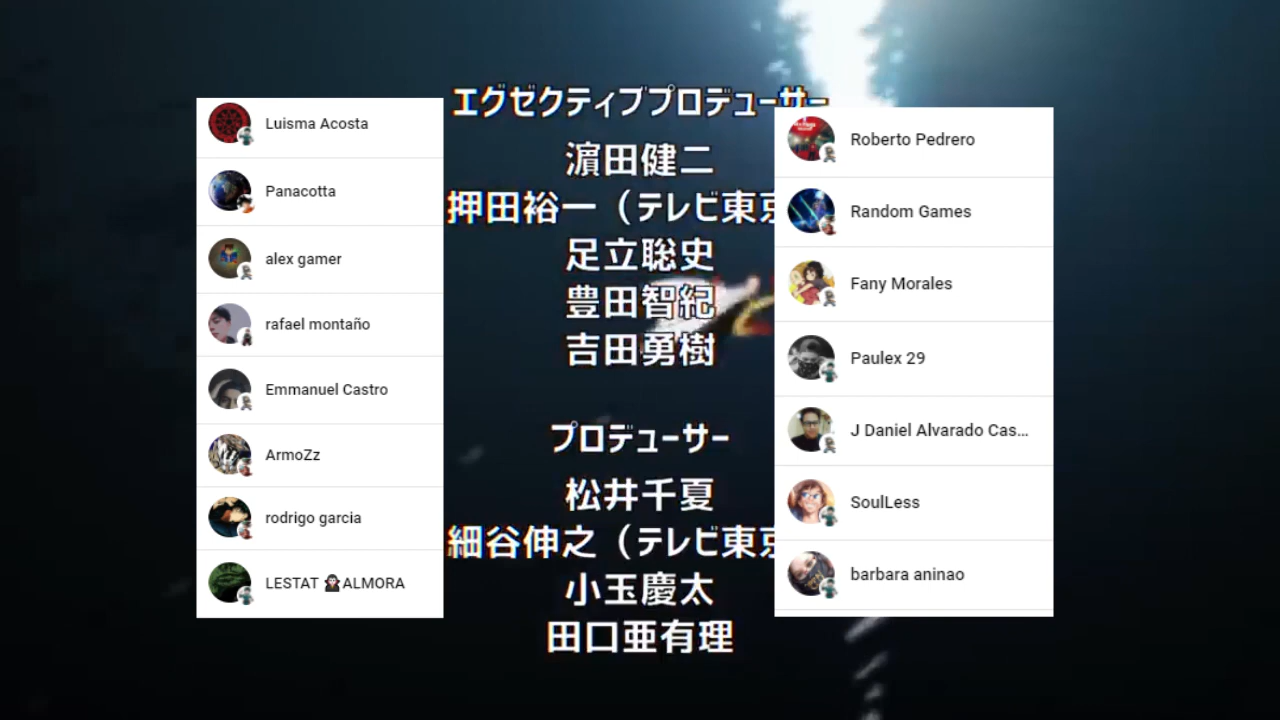 Luisma Acosta
Panacotta
alex gamer
rafael montaño
Emmanuel Castro
ArmoZz
rodrigo garcia
LESTAT 🧛🏻ALMORA
エグゼクティブプロデューサー
濵田健二
押田裕一（テレビ東京
足立聡史
豊田智紀
吉田勇樹
プロデューサー
松井千夏
細谷伸之（テレビ東京
小玉慶太
田口亜有理
Roberto Pedrero
Random Games
Fany Morales
Paulex 29
J Daniel Alvarado Cas...
SoulLess
barbara aninao